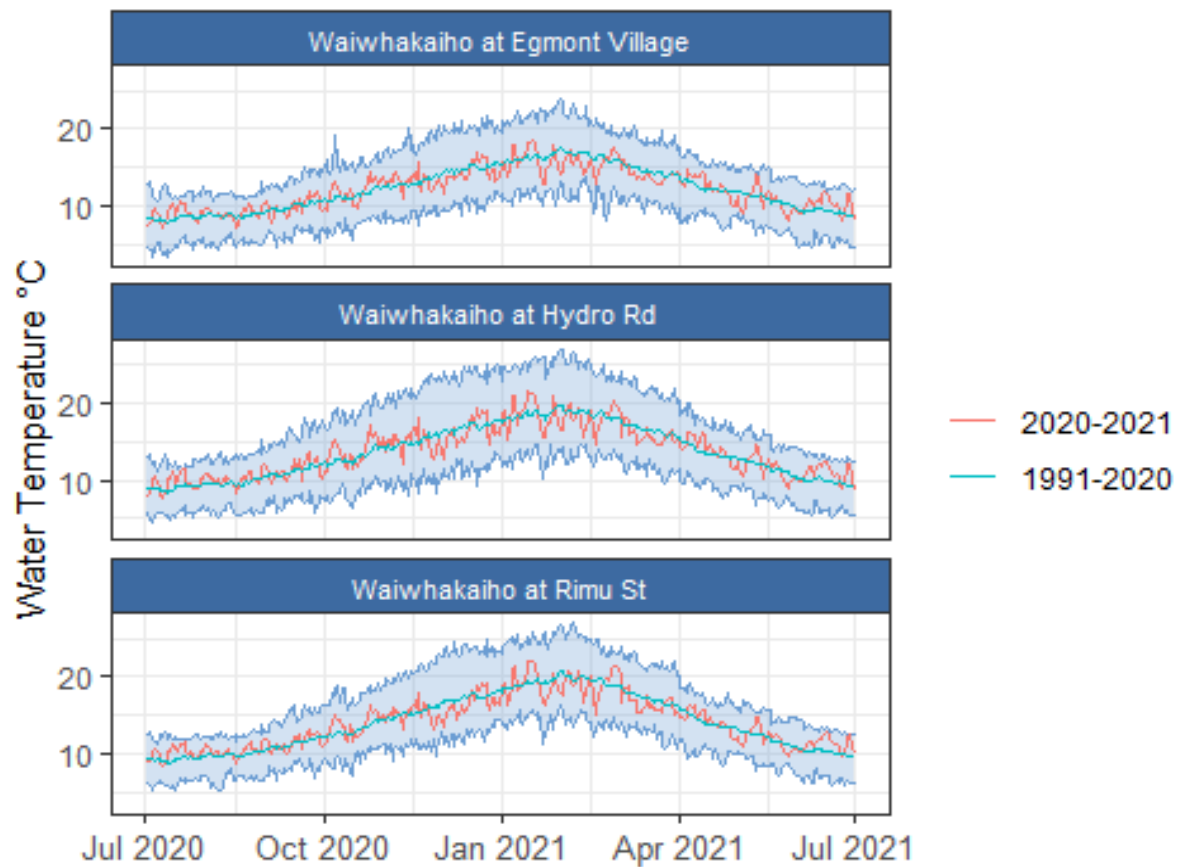 Waiwhakaiho at Egmont Village
20
10
Waiwhakaiho at Hydro Rd
20
10
Waiwhakaiho at Rimu St
20
10
Jul 2020 Oct 2020 Jan 2021 Apr 2021 Jul 2021
Water Temperature °C
2020-2021
1991-2020